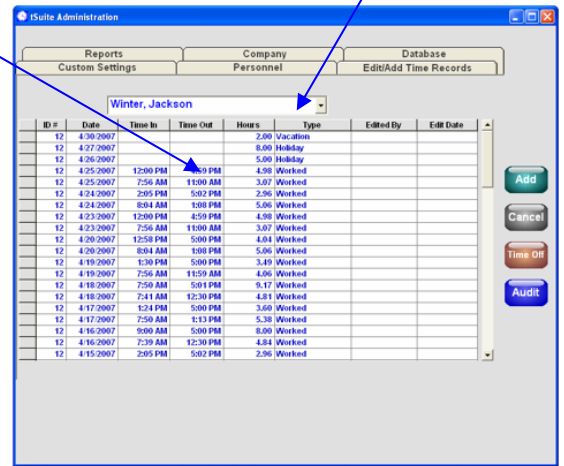 tSuite Administration
Reports Company Database
Custom Settings Personnel Edit/Add Time Records
Winter, Jackson
ID # Date Time In Time Out Hours Type Edited By Edit Date
12 4/30/2007 2.00 Vacation
12 4/27/2007 8.00 Holiday
12 4/26/2007 5.00 Holiday
12 4/25/2007 12:00 PM 4:59 PM 4.98 Worked
12 4/25/2007 7:56 AM 11:00 AM 3.07 Worked
12 4/24/2007 2:05 PM 5:02 PM 2.96 Worked
12 4/24/2007 8:04 AM 1:08 PM 5.06 Worked
12 4/23/2007 12:00 PM 4:59 PM 4.98 Worked
12 4/23/2007 7:56 AM 11:00 AM 3.07 Worked
12 4/20/2007 12:58 PM 5:00 PM 4.04 Worked
12 4/20/2007 8:04 AM 1:08 PM 5.06 Worked
12 4/19/2007 1:30 PM 5:00 PM 3.49 Worked
12 4/19/2007 7:56 AM 11:59 AM 4.06 Worked
12 4/18/2007 7:50 AM 5:01 PM 9.17 Worked
12 4/18/2007 7:41 AM 12:30 PM 4.81 Worked
12 4/17/2007 1:24 PM 5:00 PM 3.60 Worked
12 4/17/2007 7:50 AM 1:13 PM 5.38 Worked
12 4/16/2007 9:00 AM 5:00 PM 8.00 Worked
12 4/16/2007 7:39 AM 12:30 PM 4.84 Worked
12 4/15/2007 2:05 PM 5:02 PM 2.96 Worked
Add
Cancel
Time Off
Audit